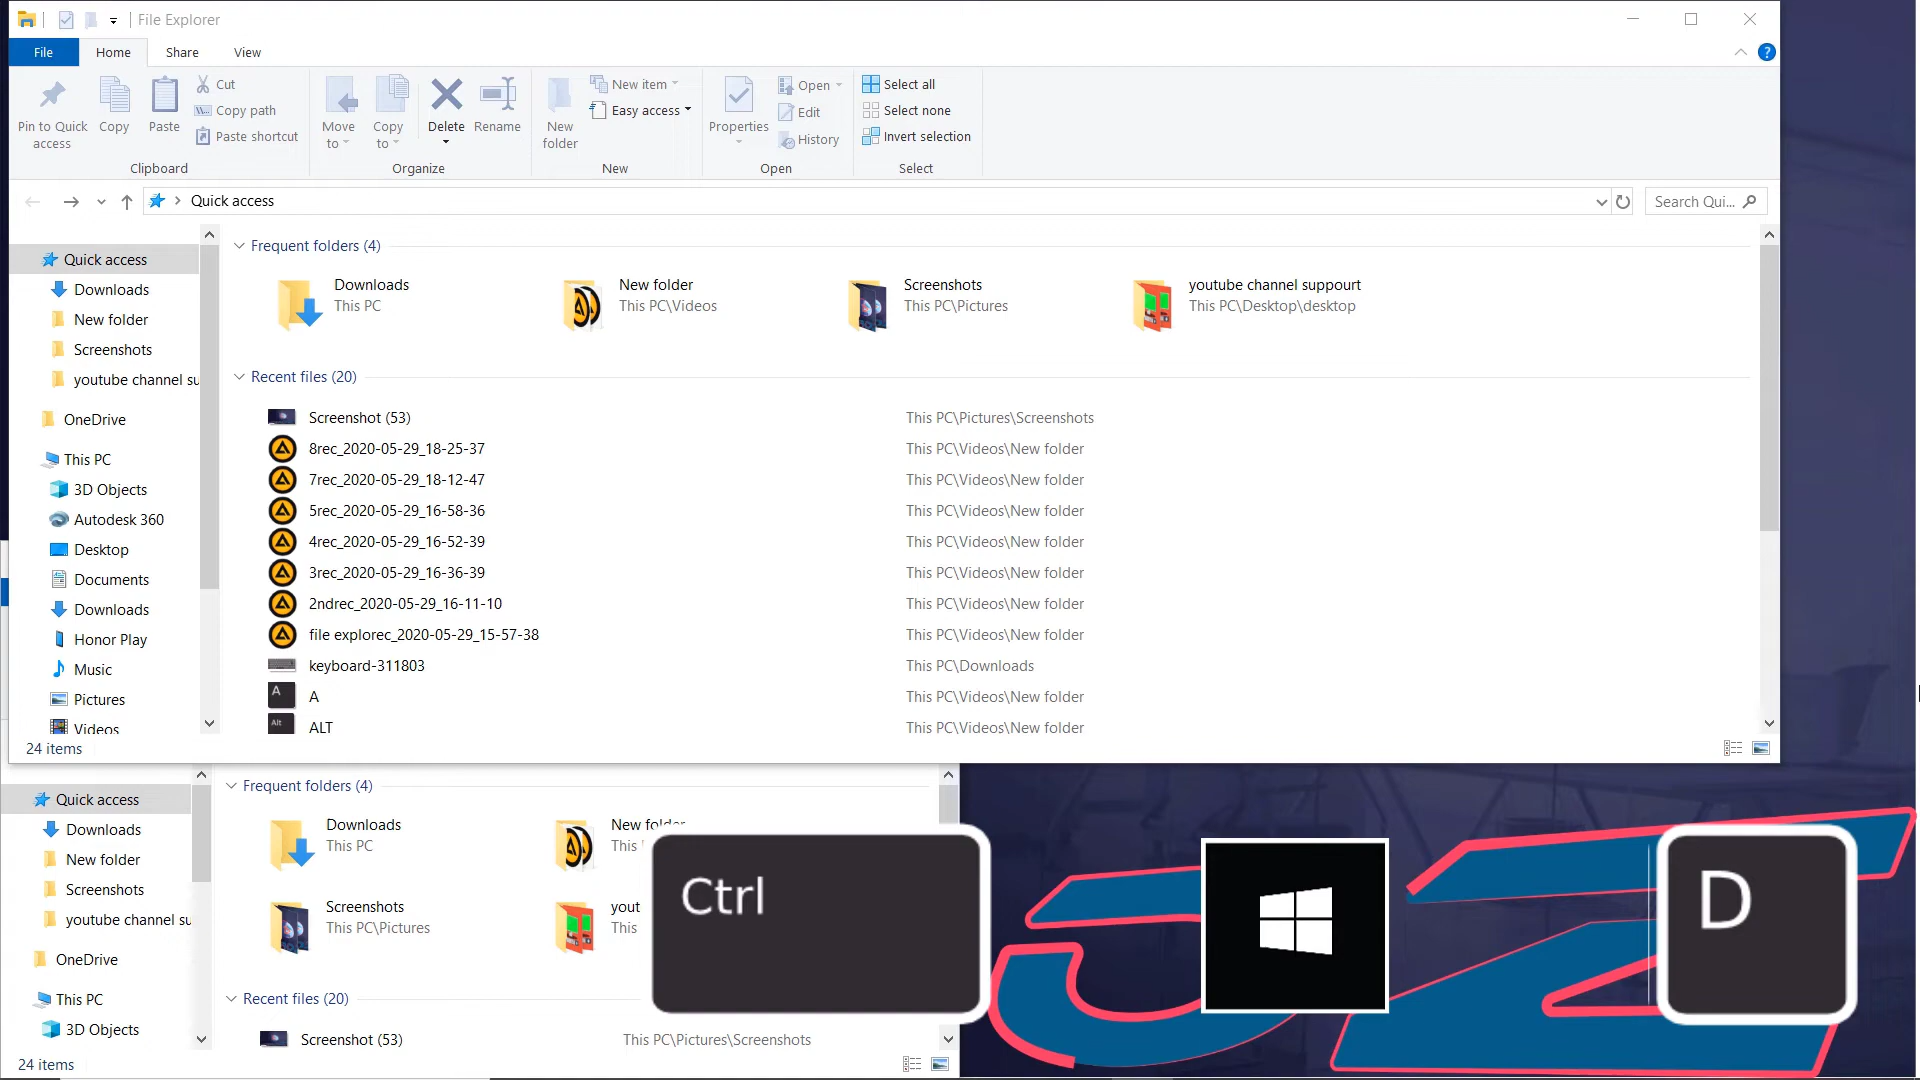 File Explorer
File Home Share View
Pin to Quick access
Copy
Paste
Cut
Copy path
Paste shortcut
Clipboard
Move to
Copy to
Delete
Rename
Organize
New folder
New item
Easy access
New
Properties
Open
Edit
History
Open
Select all
Select none
Invert selection
Select
?
Quick access
Search Qui...
Quick access
Downloads
New folder
Screenshots
youtube channel su
OneDrive
This PC
3D Objects
Autodesk 360
Desktop
Documents
Downloads
Honor Play
Music
Pictures
Videos
Frequent folders (4)
Downloads
This PC
New folder
This PC\Videos
Screenshots
This PC\Pictures
youtube channel suppourt
This PC\Desktop\desktop
Recent files (20)
Screenshot (53) This PC\Pictures\Screenshots
8rec_2020-05-29_18-25-37 This PC\Videos\New folder
7rec_2020-05-29_18-12-47 This PC\Videos\New folder
5rec_2020-05-29_16-58-36 This PC\Videos\New folder
4rec_2020-05-29_16-52-39 This PC\Videos\New folder
3rec_2020-05-29_16-36-39 This PC\Videos\New folder
2ndrec_2020-05-29_16-11-10 This PC\Videos\New folder
file explorec_2020-05-29_15-57-38 This PC\Videos\New folder
keyboard-311803 This PC\Downloads
A A This PC\Videos\New folder
Alt ALT This PC\Videos\New folder
24 items
Quick access
Downloads
New folder
Screenshots
youtube channel su
OneDrive
This PC
3D Objects
Frequent folders (4)
Downloads
This PC
New folder
This
Screenshots
This PC\Pictures
yout
This
Recent files (20)
Screenshot (53) This PC\Pictures\Screenshots
24 items
Ctrl
D